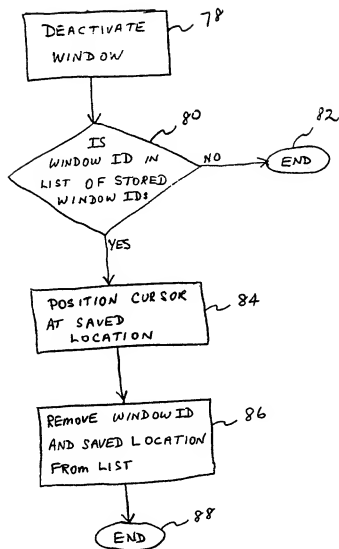 78
DEACTIVATE
WINDOW
80
IS
WINDOW ID IN
LIST OF STORED
WINDOW IDS
NO
82
END
YES
POSITION CURSOR
AT SAVED
LOCATION
84
REMOVE WINDOW ID
AND SAVED LOCATION
FROM LIST
86
END
88